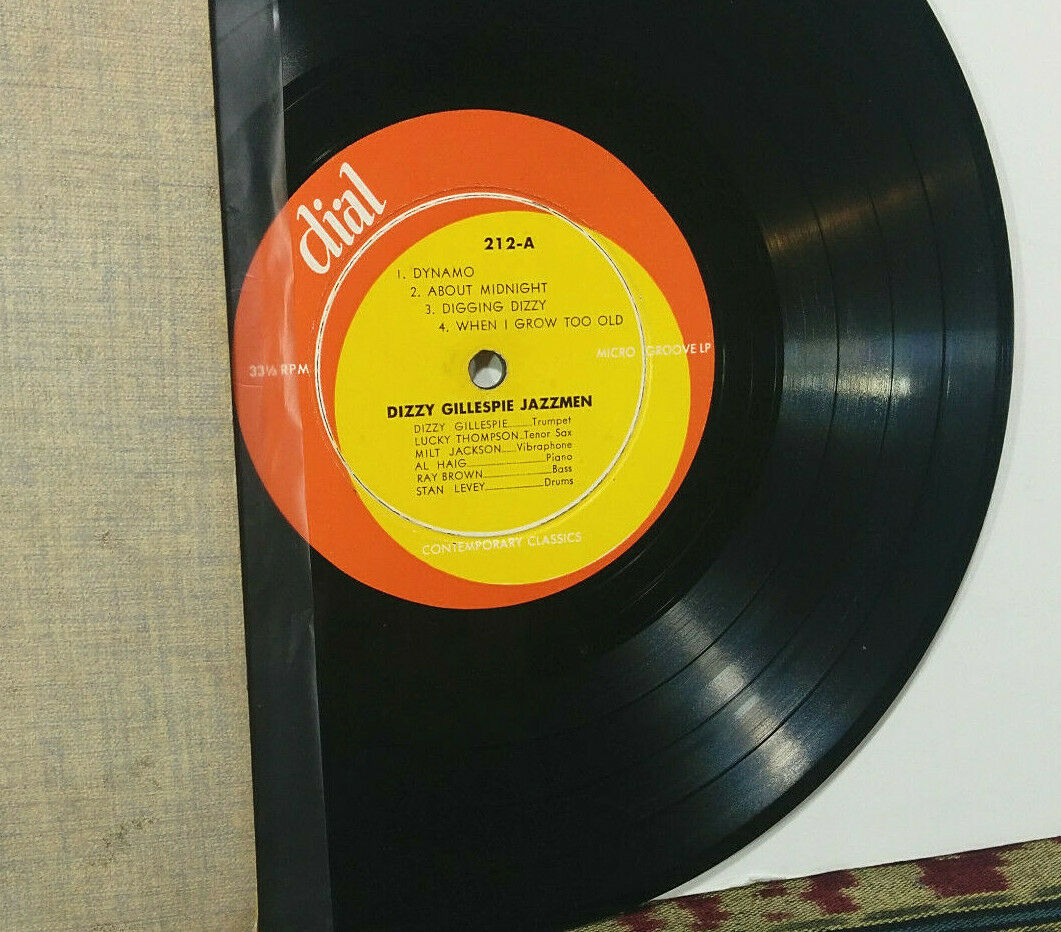 dial
212-A
1. DYNAMO
2. ABOUT MIDNIGHT
3. DIGGING DIZZY
4. WHEN I GROW TOO OLD
33⅓ RPM
MICRO GROOVE LP
DIZZY GILLESPIE JAZZMEN
DIZZY GILLESPIE........Trumpet
LUCKY THOMPSON..Tenor Sax
MILT JACKSON......Vibraphone
AL HAIG........................Piano
RAY BROWN....................Bass
STAN LEVEY..................Drums
CONTEMPORARY CLASSICS